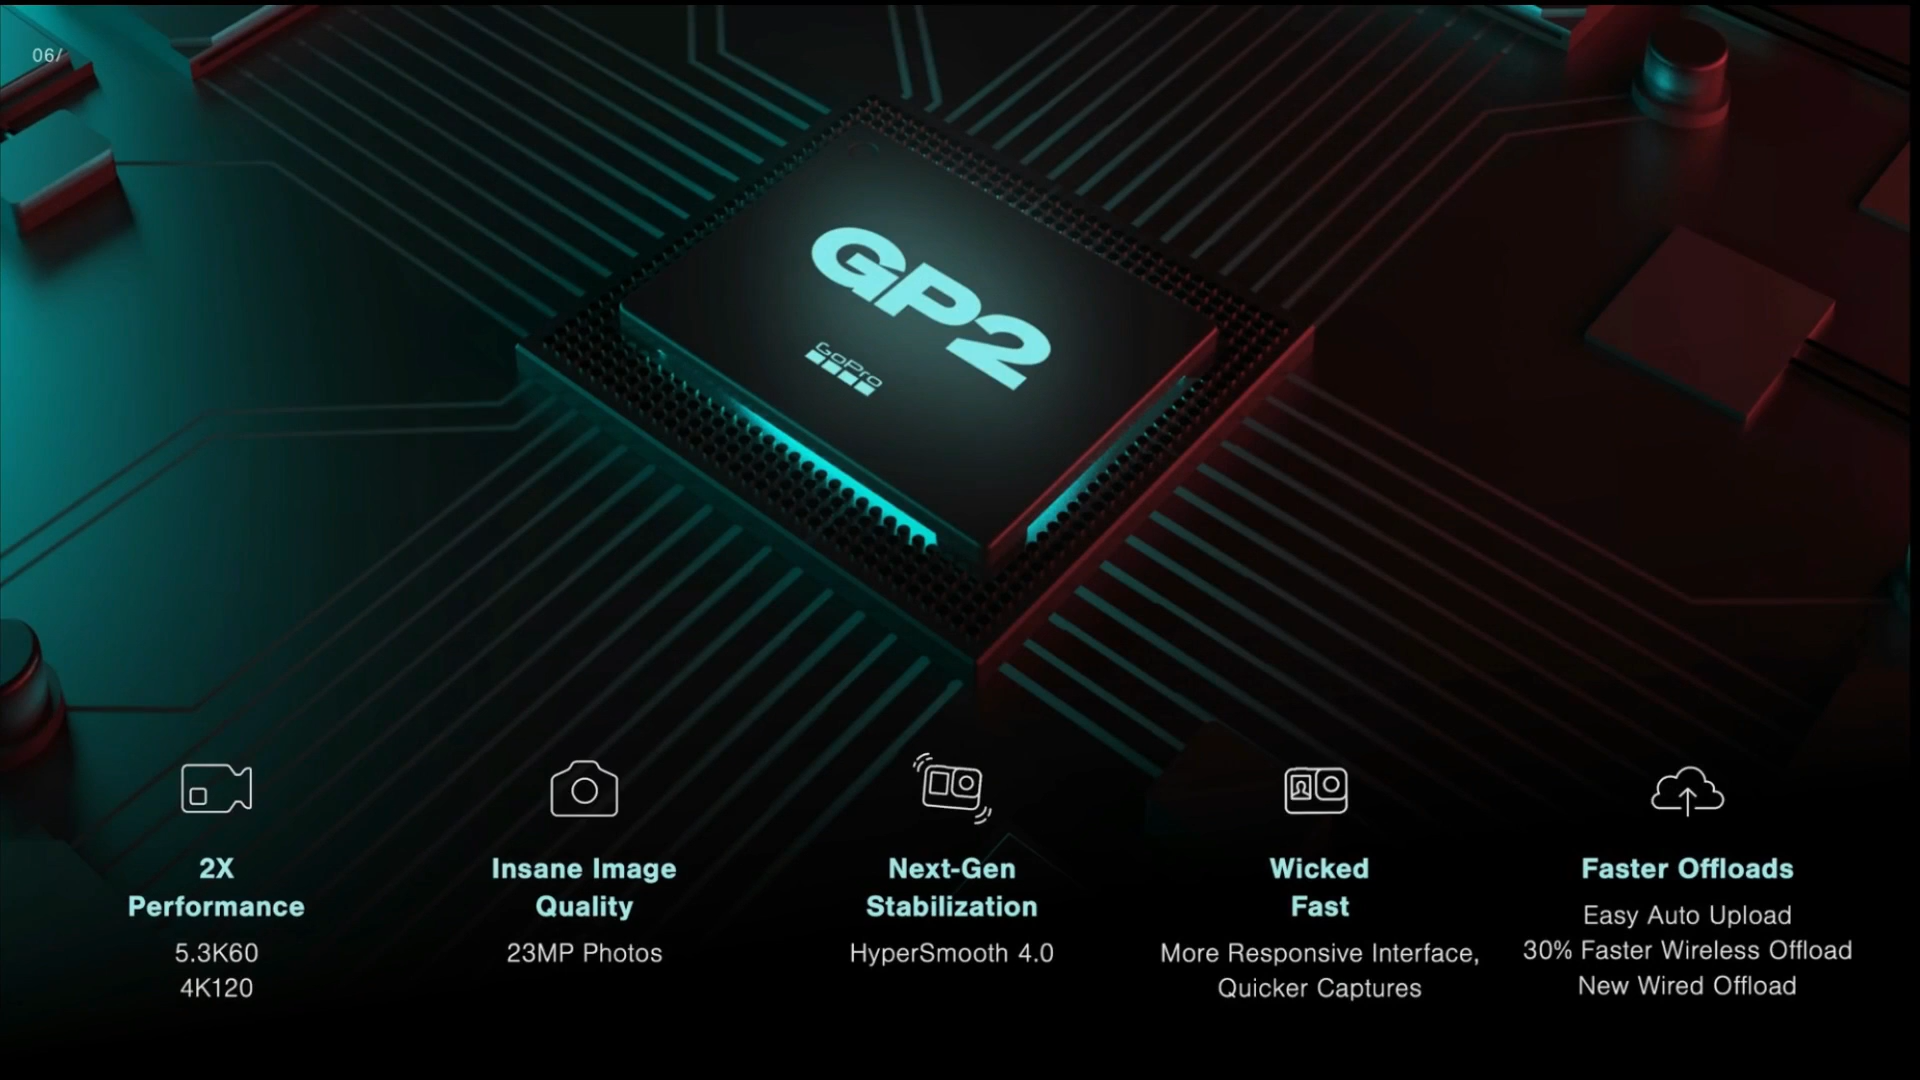 06/
GP2
GoPro
2X
Performance
5.3K60
4K120
Insane Image
Quality
23MP Photos
Next-Gen
Stabilization
HyperSmooth 4.0
Wicked
Fast
More Responsive Interface,
Quicker Captures
Faster Offloads
Easy Auto Upload
30% Faster Wireless Offload
New Wired Offload